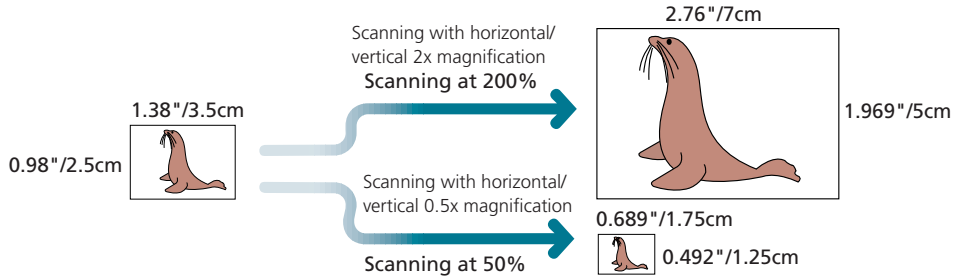 1.38"/3.5cm
0.98"/2.5cm
Scanning with horizontal/
vertical 2x magnification
Scanning at 200%
2.76"/7cm
1.969"/5cm
Scanning with horizontal/
vertical 0.5x magnification
Scanning at 50%
0.689"/1.75cm
0.492"/1.25cm